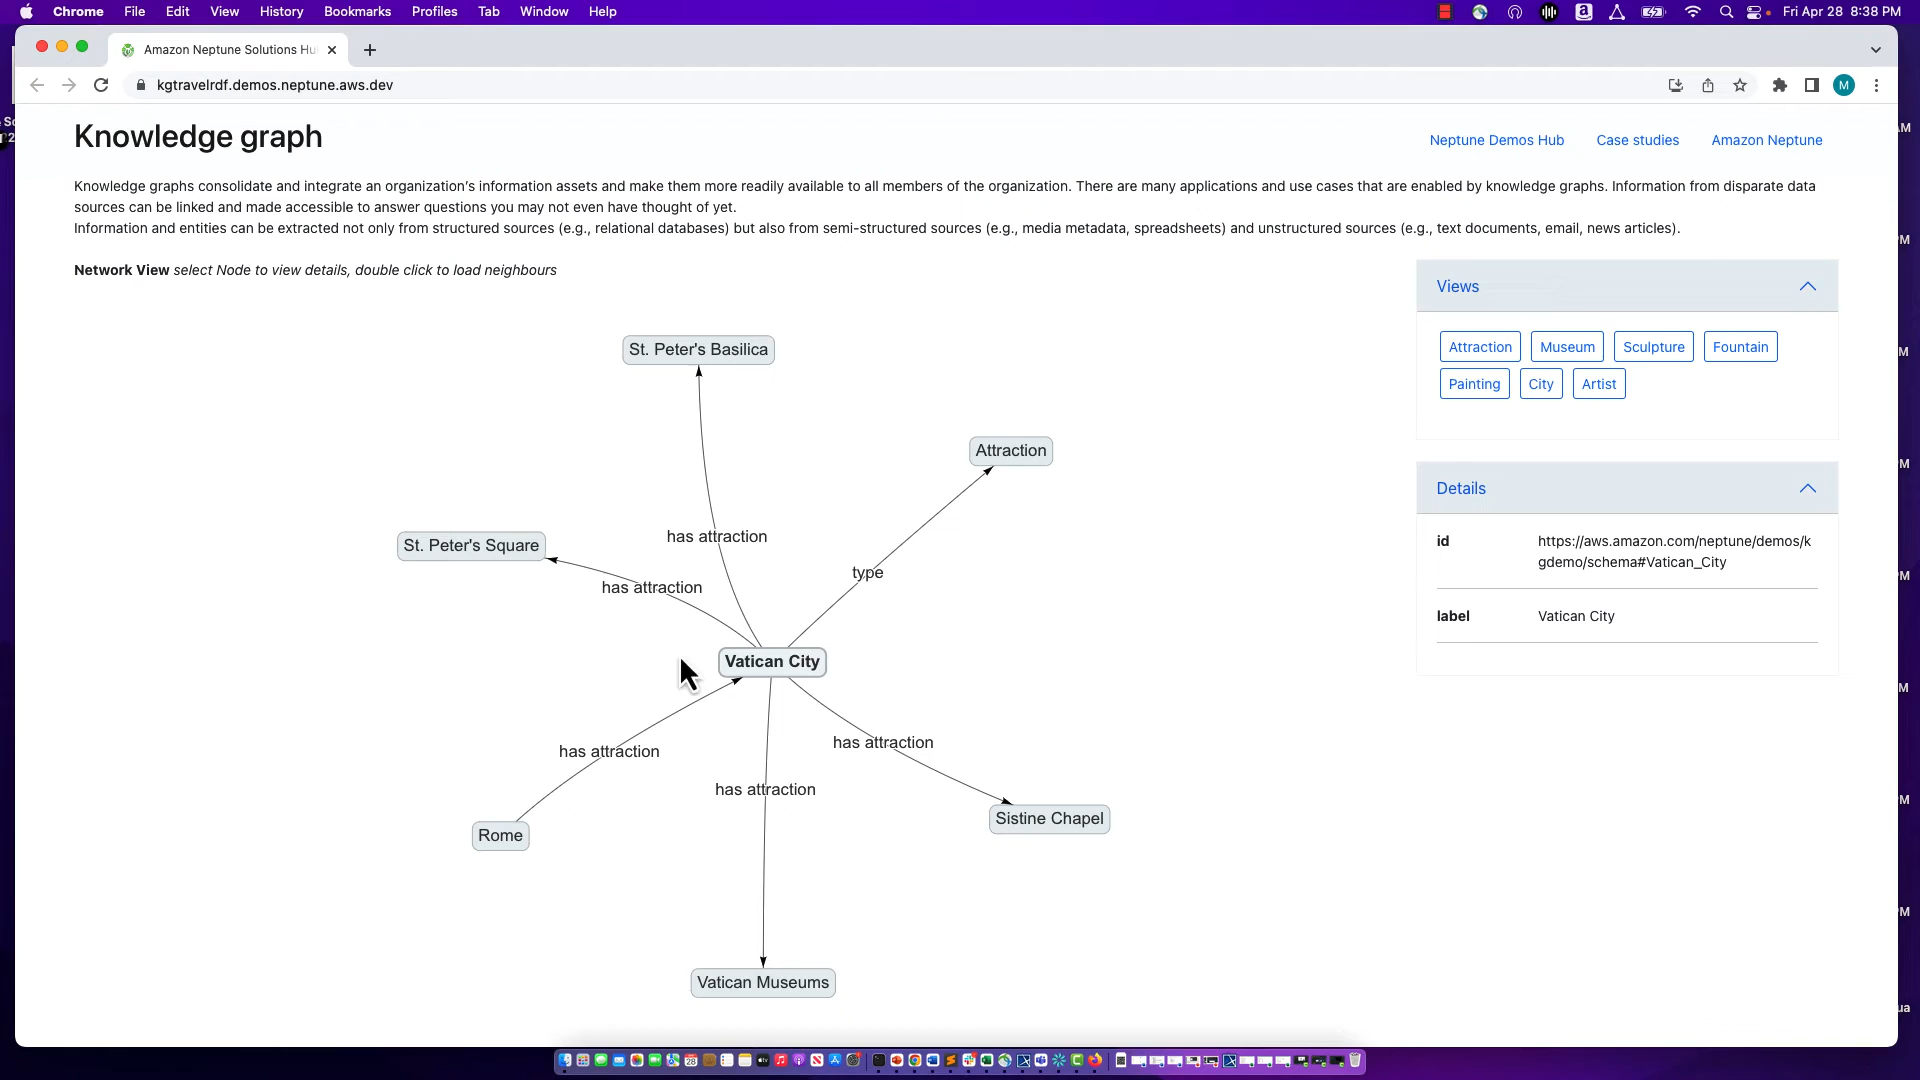 Chrome File Edit View History Bookmarks Profiles Tab Window Help
Fri Apr 28 8:38 PM
Amazon Neptune Solutions Hu
kgtravelrdf.demos.neptune.aws.dev
M
Knowledge graph
Neptune Demos Hub Case studies Amazon Neptune
Knowledge graphs consolidate and integrate an organization's information assets and make them more readily available to all members of the organization. There are many applications and use cases that are enabled by knowledge graphs. Information from disparate data
sources can be linked and made accessible to answer questions you may not even have thought of yet.
Information and entities can be extracted not only from structured sources (e.g., relational databases) but also from semi-structured sources (e.g., media metadata, spreadsheets) and unstructured sources (e.g., text documents, email, news articles).
Network View select Node to view details, double click to load neighbours
St. Peter's Basilica
Attraction
has attraction
St. Peter's Square
type
has attraction
Vatican City
has attraction
has attraction
has attraction
Sistine Chapel
Rome
Vatican Museums
Views
Attraction Museum Sculpture Fountain
Painting City Artist
Details
id https://aws.amazon.com/neptune/demos/k
gdemo/schema#Vatican_City
label Vatican City